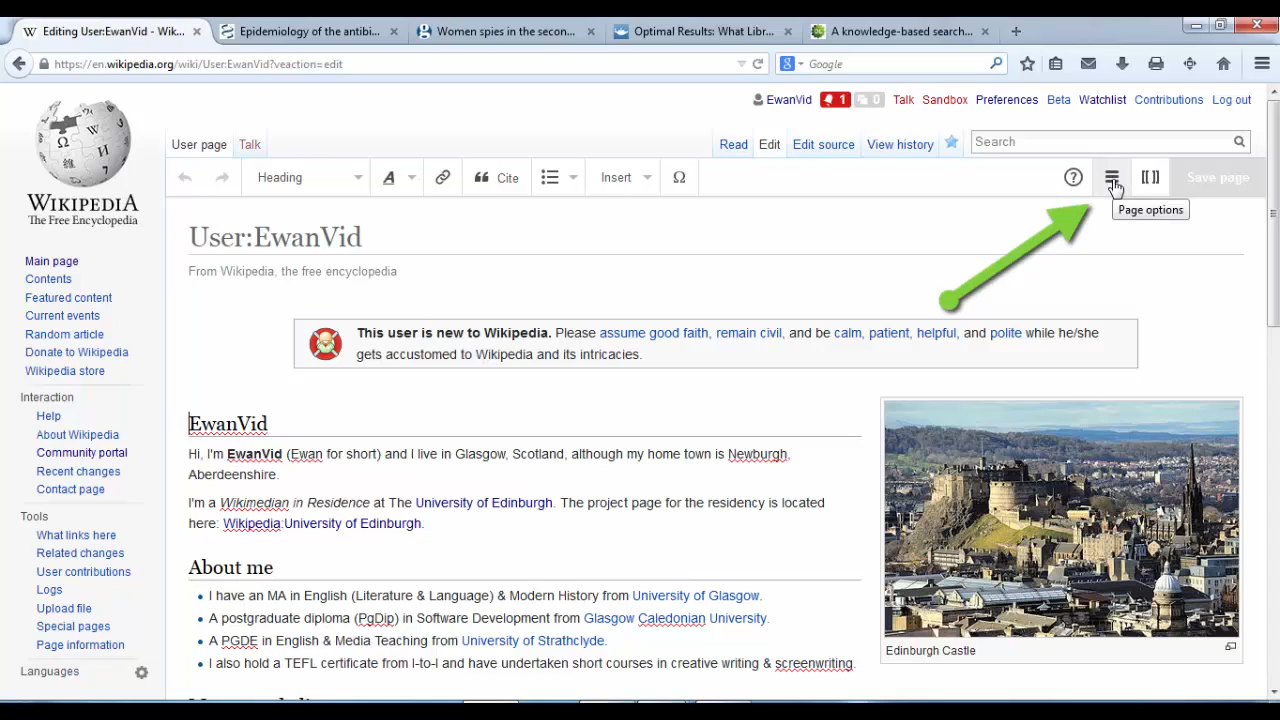 Editing User:EwanVid - Wik...
Epidemiology of the antibi...
Women spies in the secon...
Optimal Results: What Libr...
A knowledge-based search...
https://en.wikipedia.org/wiki/User:EwanVid?veaction=edit
Google
EwanVid 1 0 Talk Sandbox Preferences Beta Watchlist Contributions Log out
User page Talk Read Edit Edit source View history Search
Heading A Cite Insert Ω Save page
Page options
WIKIPEDIA
The Free Encyclopedia
Main page
Contents
Featured content
Current events
Random article
Donate to Wikipedia
Wikipedia store
Interaction
Help
About Wikipedia
Community portal
Recent changes
Contact page
Tools
What links here
Related changes
User contributions
Logs
Upload file
Special pages
Page information
Languages
User:EwanVid
From Wikipedia, the free encyclopedia
This user is new to Wikipedia. Please assume good faith, remain civil, and be calm, patient, helpful, and polite while he/she
gets accustomed to Wikipedia and its intricacies.
EwanVid
Hi, I'm EwanVid (Ewan for short) and I live in Glasgow, Scotland, although my home town is Newburgh,
Aberdeenshire.
I'm a Wikimedian in Residence at The University of Edinburgh. The project page for the residency is located
here: Wikipedia:University of Edinburgh.
About me
I have an MA in English (Literature & Language) & Modern History from University of Glasgow.
A postgraduate diploma (PgDip) in Software Development from Glasgow Caledonian University.
A PGDE in English & Media Teaching from University of Strathclyde.
I also hold a TEFL certificate from I-to-I and have undertaken short courses in creative writing & screenwriting.
Edinburgh Castle